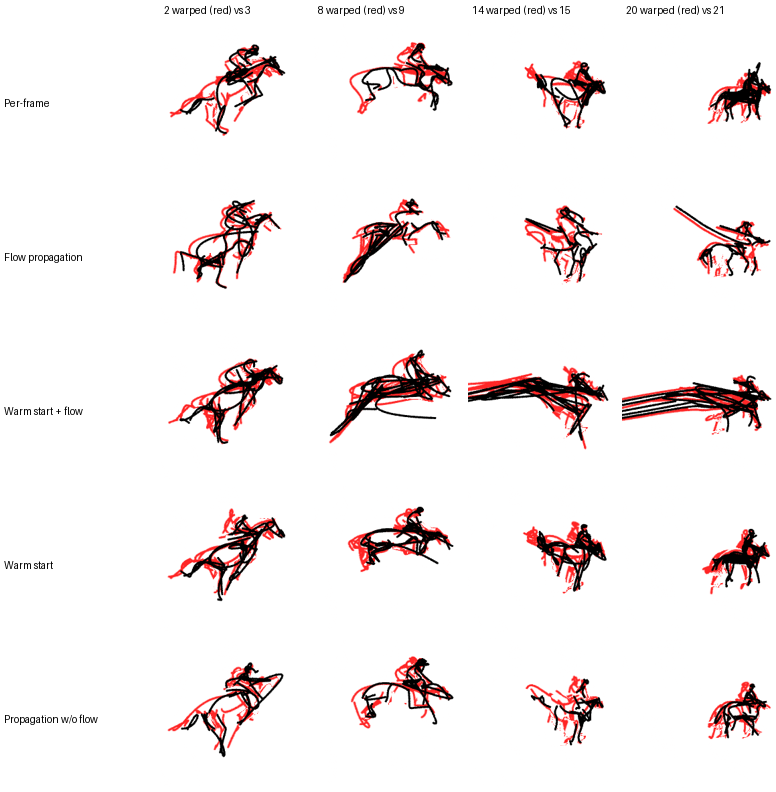 2 warped (red) vs 3
8 warped (red) vs 9
14 warped (red) vs 15
20 warped (red) vs 21
Per-frame
Flow propagation
Warm start + flow
Warm start
Propagation w/o flow